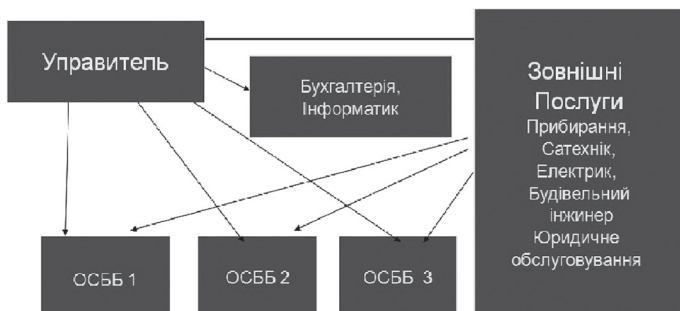 Управитель
Бухгалтерія,
Інформатик
Зовнішні
Послуги
Прибирання,
Сатехнік,
Електрик,
Будівельний
інжинер
Юридичне
обслуговування
ОСББ 1
ОСББ 2
ОСББ 3